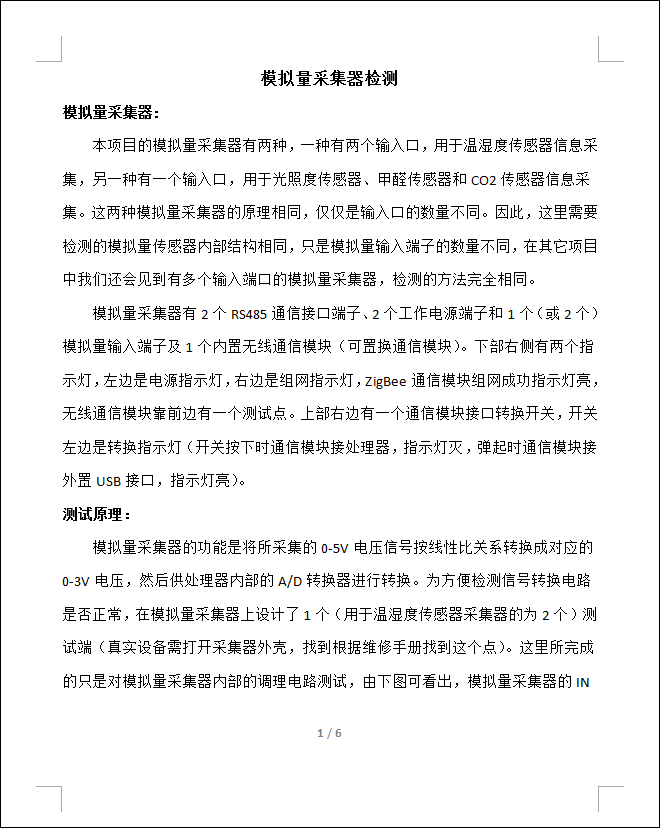 模拟量采集器检测
模拟量采集器：
本项目的模拟量采集器有两种，一种有两个输入口，用于温湿度传感器信息采
集，另一种有一个输入口，用于光照度传感器、甲醛传感器和 CO2 传感器信息采
集。这两种模拟量采集器的原理相同，仅仅是输入口的数量不同。因此，这里需要
检测的模拟量传感器内部结构相同，只是模拟量输入端子的数量不同，在其它项目
中我们还会见到有多个输入端口的模拟量采集器，检测的方法完全相同。
模拟量采集器有 2 个 RS485 通信接口端子、2 个工作电源端子和 1 个（或 2 个）
模拟量输入端子及 1 个内置无线通信模块（可置换通信模块）。下部右侧有两个指
示灯，左边是电源指示灯，右边是组网指示灯，ZigBee 通信模块组网成功指示灯亮，
无线通信模块靠前边有一个测试点。上部右边有一个通信模块接口转换开关，开关
左边是转换指示灯（开关按下时通信模块接处理器，指示灯灭，弹起时通信模块接
外置 USB 接口，指示灯亮）。
测试原理：
模拟量采集器的功能是将所采集的 0-5V 电压信号按线性比关系转换成对应的
0-3V 电压，然后供处理器内部的 A/D 转换器进行转换。为方便检测信号转换电路
是否正常，在模拟量采集器上设计了 1 个（用于温湿度传感器采集器的为 2 个）测
试端（真实设备需打开采集器外壳，找到根据维修手册找到这个点）。这里所完成
的只是对模拟量采集器内部的调理电路测试，由下图可看出，模拟量采集器的 IN
1 / 6